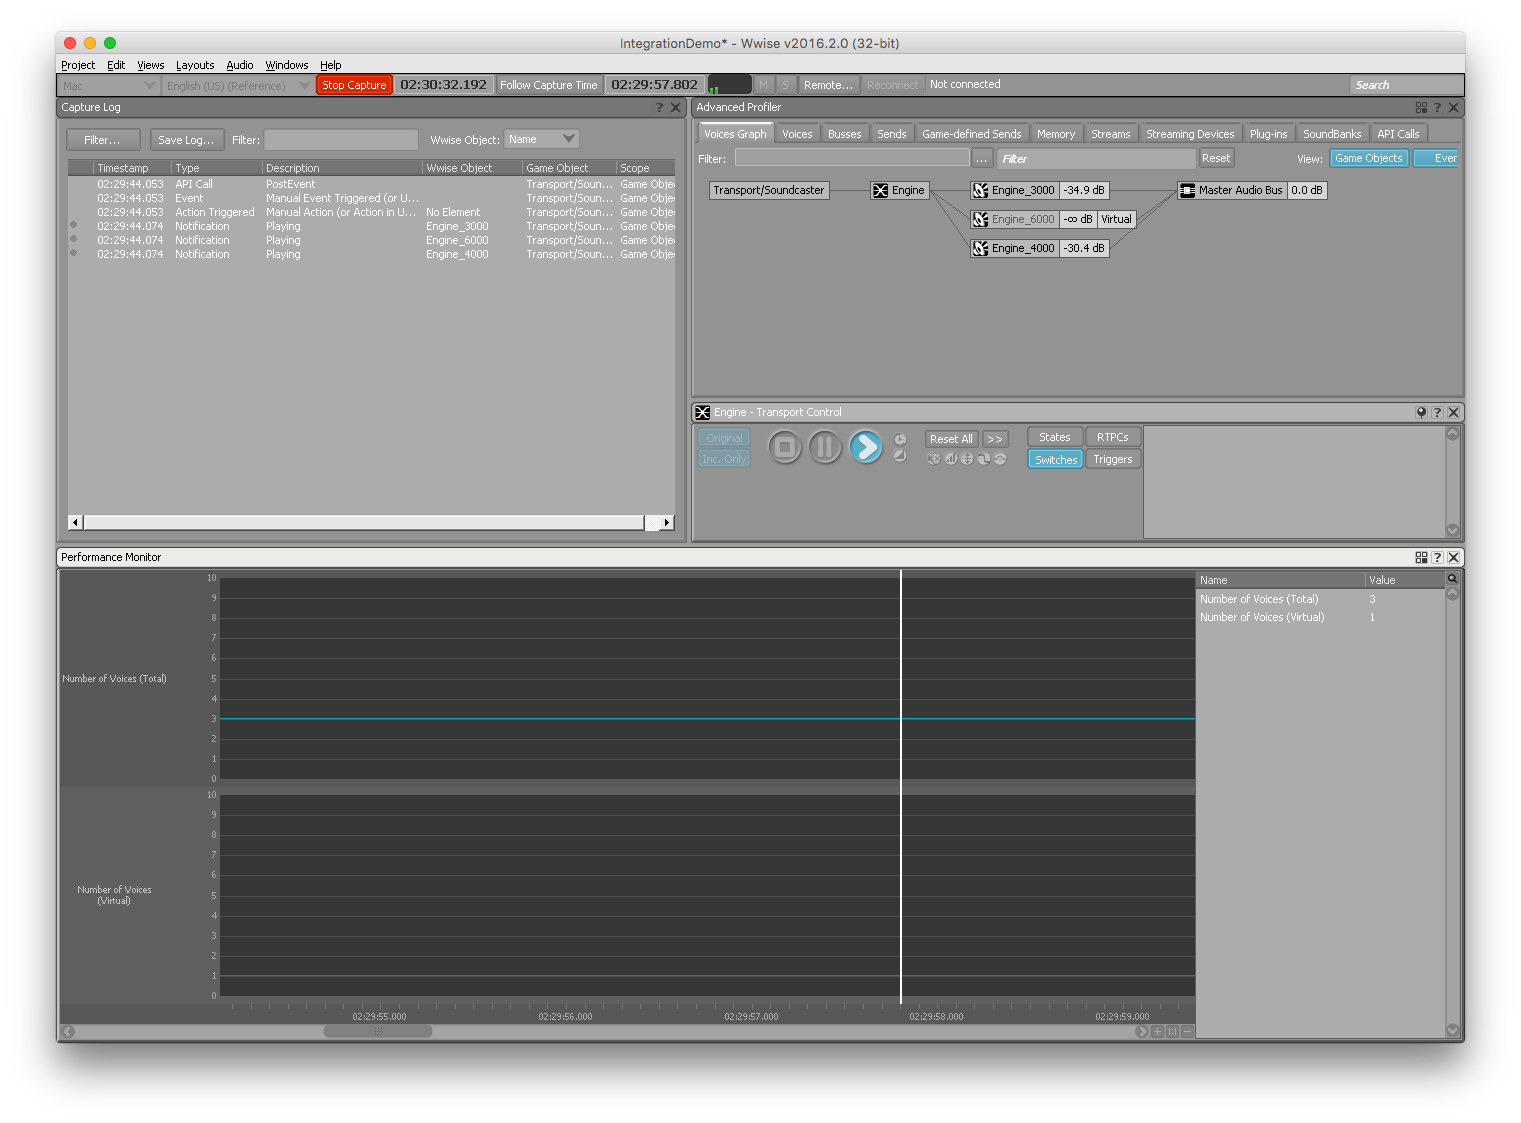 IntegrationDemo* - Wwise v2016.2.0 (32-bit)
Project Edit Views Layouts Audio Windows Help
Mac English (US) (Reference) Stop Capture 02:30:32.192 Follow Capture Time 02:29:57.802 M S Remote... Reconnect Not connected Search
Capture Log ?
Filter... Save Log... Filter: Wwise Object: Name
Timestamp Type Description Wwise Object Game Object Scope
02:29:44.053 API Call PostEvent Transport/Soun... Game Obje
02:29:44.053 Event Manual Event Triggered (or U... Transport/Soun... Game Obje
02:29:44.053 Action Triggered Manual Action (or Action in U... No Element Transport/Soun... Game Obje
02:29:44.074 Notification Playing Engine_3000 Transport/Soun... Game Obje
02:29:44.074 Notification Playing Engine_6000 Transport/Soun... Game Obje
02:29:44.074 Notification Playing Engine_4000 Transport/Soun... Game Obje
Advanced Profiler ?
Voices Graph Voices Busses Sends Game-defined Sends Memory Streams Streaming Devices Plug-ins SoundBanks API Calls
Filter: ... Filter Reset View: Game Objects Ever
Transport/Soundcaster Engine Engine_3000 -34.9 dB Master Audio Bus 0.0 dB
Engine_6000 -∞ dB Virtual
Engine_4000 -30.4 dB
Engine - Transport Control ?
Original Reset All >> States RTPCs
Inc. Only Switches Triggers
Performance Monitor ?
Number of Voices (Total)
10
9
8
7
6
5
4
3
2
1
0
Number of Voices
(Virtual)
10
9
8
7
6
5
4
3
2
1
0
02:29:55.000 02:29:56.000 02:29:57.000 02:29:58.000 02:29:59.000
Name Value
Number of Voices (Total) 3
Number of Voices (Virtual) 1